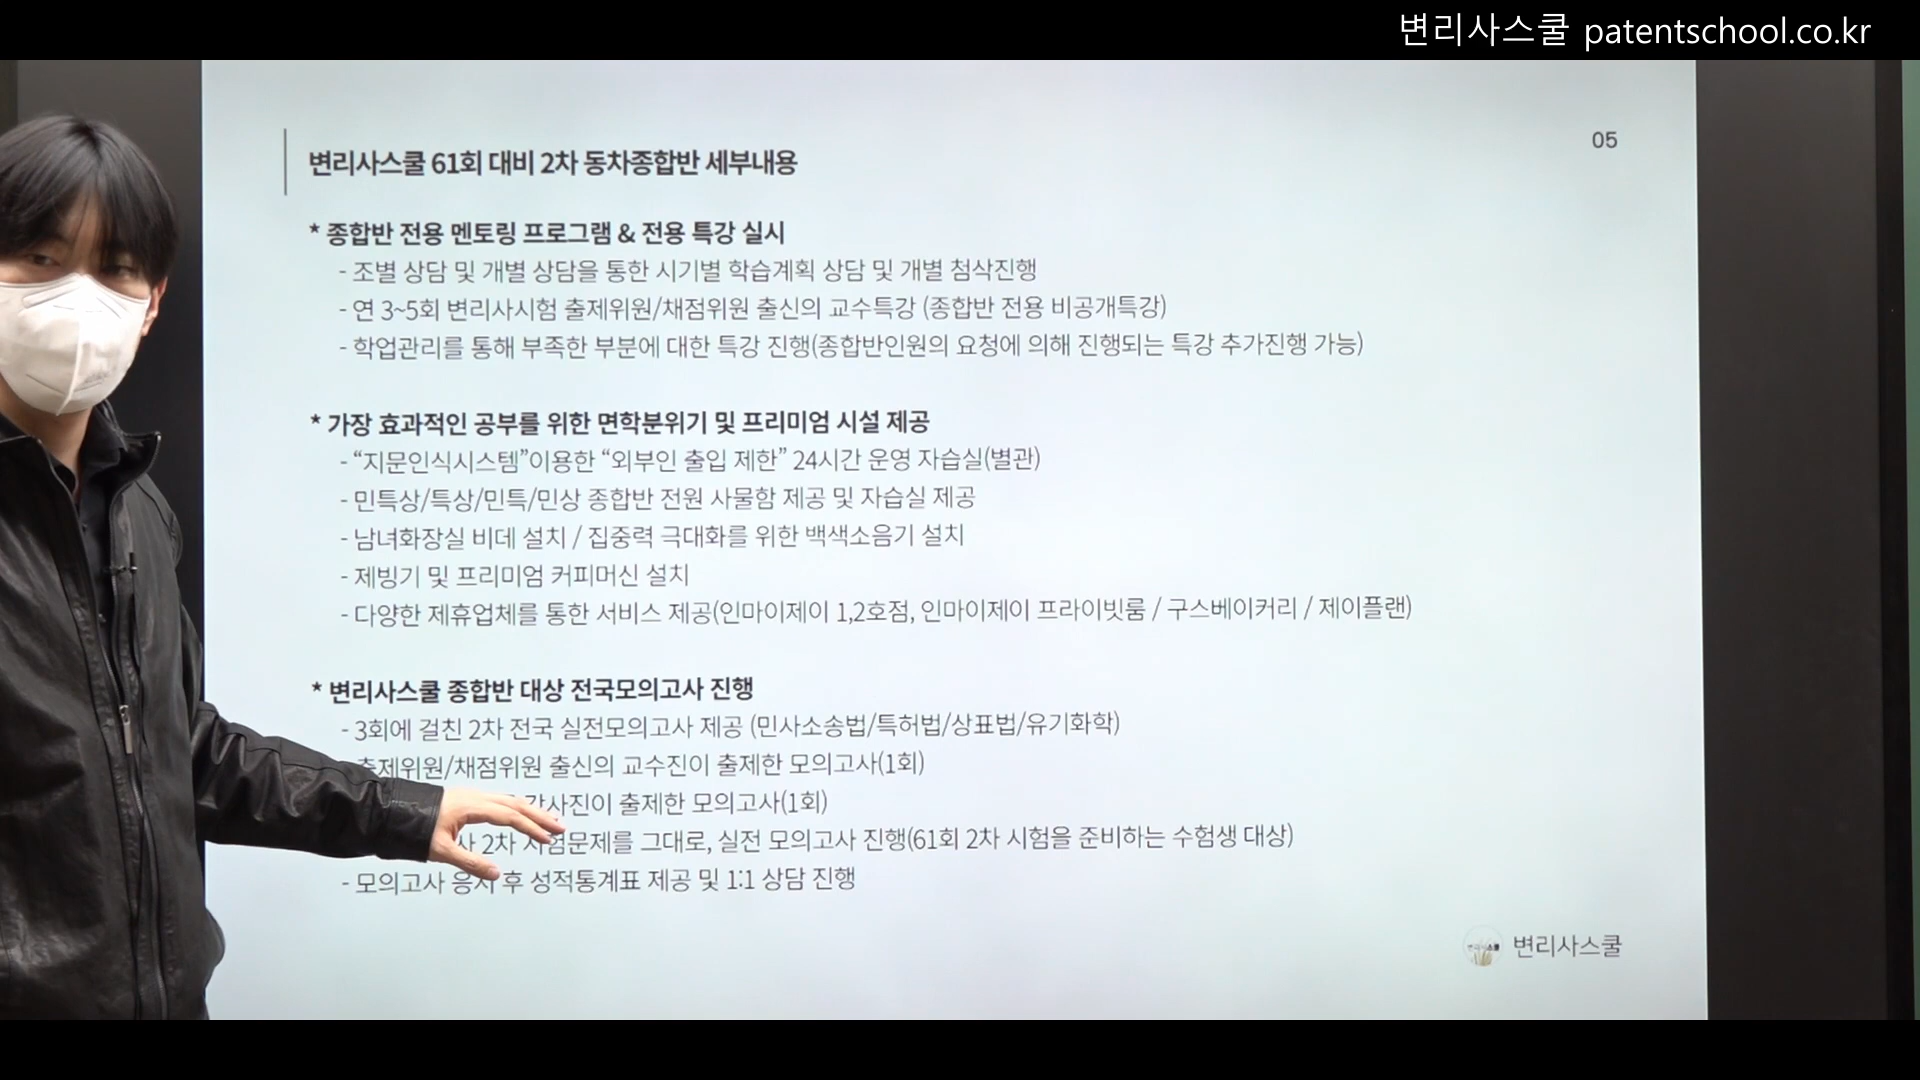 변리사스쿨 patentschool.co.kr
05
변리사스쿨 61회 대비 2차 동차종합반 세부내용
* 종합반 전용 멘토링 프로그램 & 전용 특강 실시
- 조별 상담 및 개별 상담을 통한 시기별 학습계획 상담 및 개별 첨삭진행
- 연 3~5회 변리사시험 출제위원/채점위원 출신의 교수특강 (종합반 전용 비공개특강)
- 학업관리를 통해 부족한 부분에 대한 특강 진행(종합반인원의 요청에 의해 진행되는 특강 추가진행 가능)
* 가장 효과적인 공부를 위한 면학분위기 및 프리미엄 시설 제공
- “지문인식시스템”이용한 “외부인 출입 제한” 24시간 운영 자습실(별관)
- 민특상/특상/민특/민상 종합반 전원 사물함 제공 및 자습실 제공
- 남녀화장실 비데 설치 / 집중력 극대화를 위한 백색소음기 설치
- 제빙기 및 프리미엄 커피머신 설치
- 다양한 제휴업체를 통한 서비스 제공(인마이제이 1,2호점, 인마이제이 프라이빗룸 / 구스베이커리 / 제이플랜)
* 변리사스쿨 종합반 대상 전국모의고사 진행
- 3회에 걸친 2차 전국 실전모의고사 제공 (민사소송법/특허법/상표법/유기화학)
출제위원/채점위원 출신의 교수진이 출제한 모의고사(1회)
강사진이 출제한 모의고사(1회)
사 2차 시험문제를 그대로, 실전 모의고사 진행(61회 2차 시험을 준비하는 수험생 대상)
- 모의고사 응시 후 성적통계표 제공 및 1:1 상담 진행
변리사스쿨